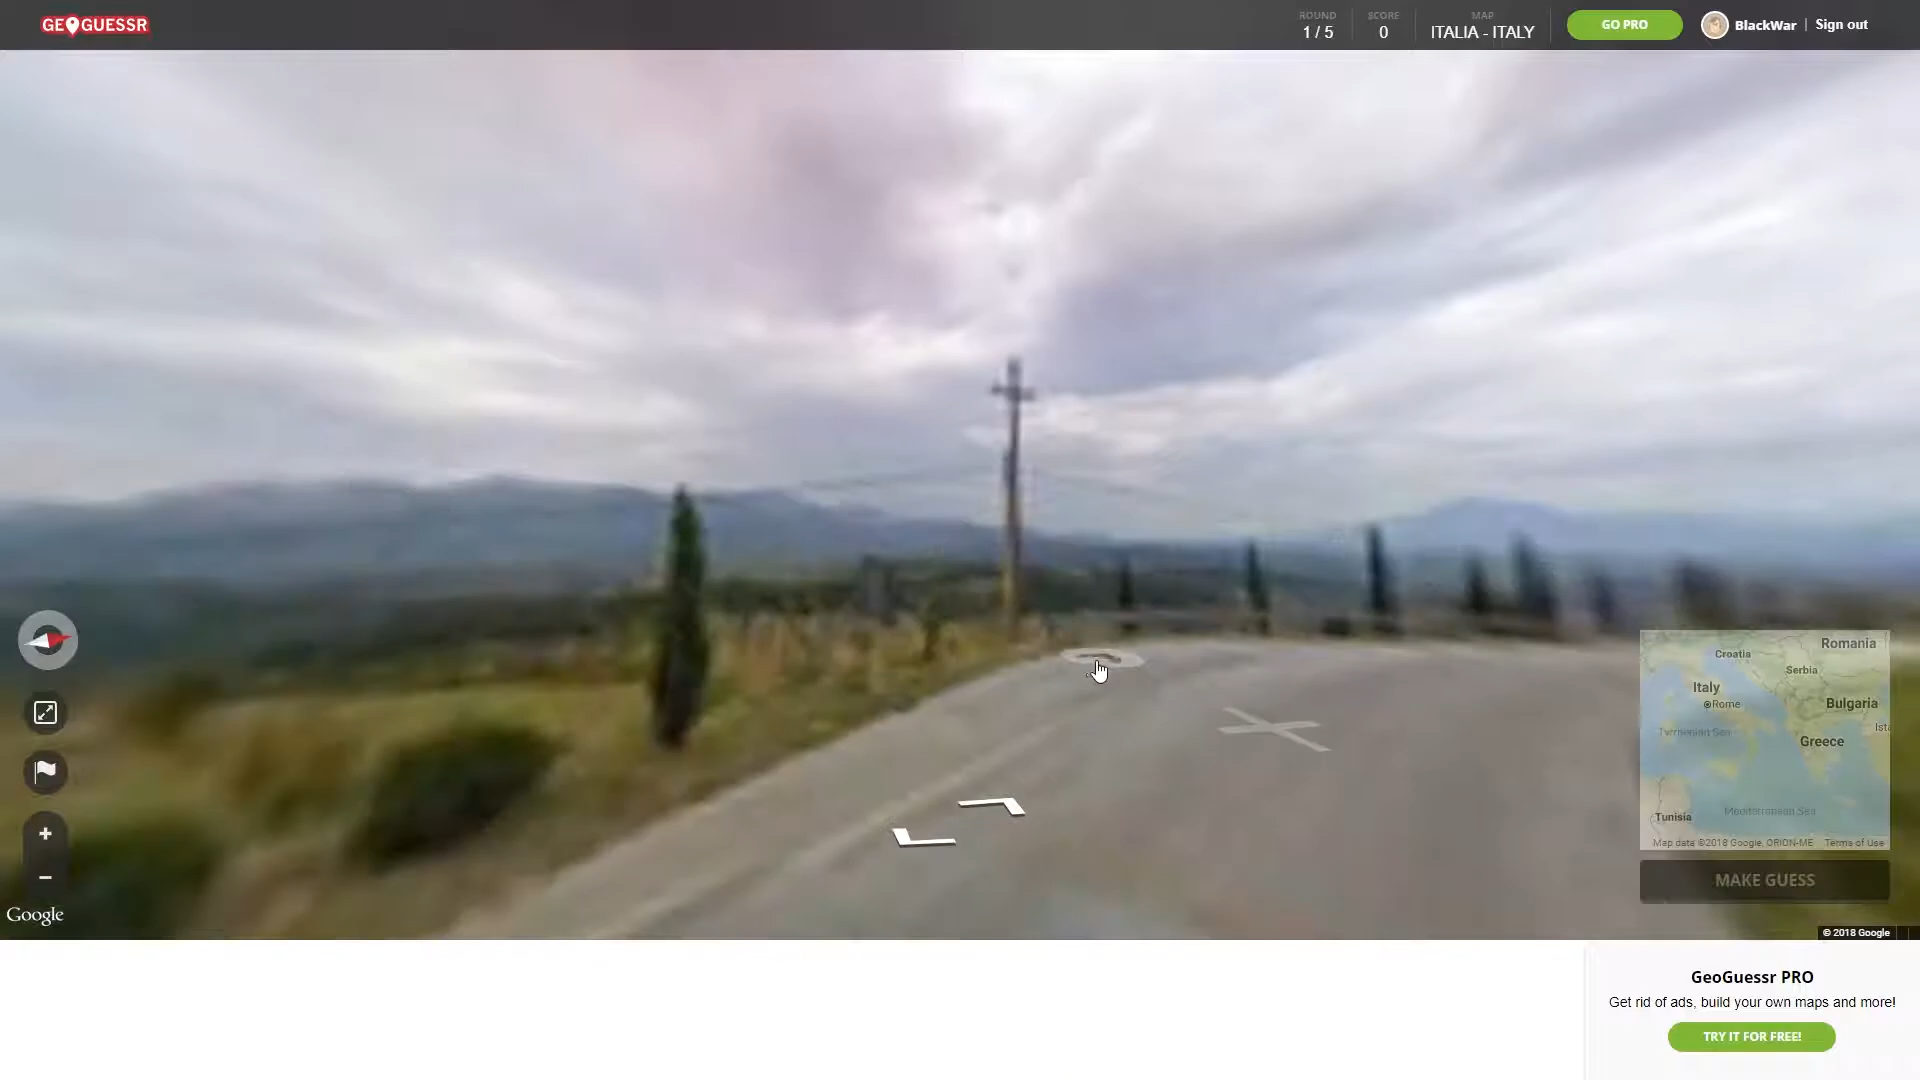 GEOGUESSR
ROUND
1 / 5
SCORE
0
MAP
ITALIA - ITALY
GO PRO
BlackWar | Sign out
Romania
Croatia
Serbia
Italy
Rome
Bulgaria
Tyrrhenian Sea
Greece
Mediterranean Sea
Tunisia
Map data ©2018 Google, ORION-ME Terms of Use
MAKE GUESS
Google
© 2018 Google
GeoGuessr PRO
Get rid of ads, build your own maps and more!
TRY IT FOR FREE!